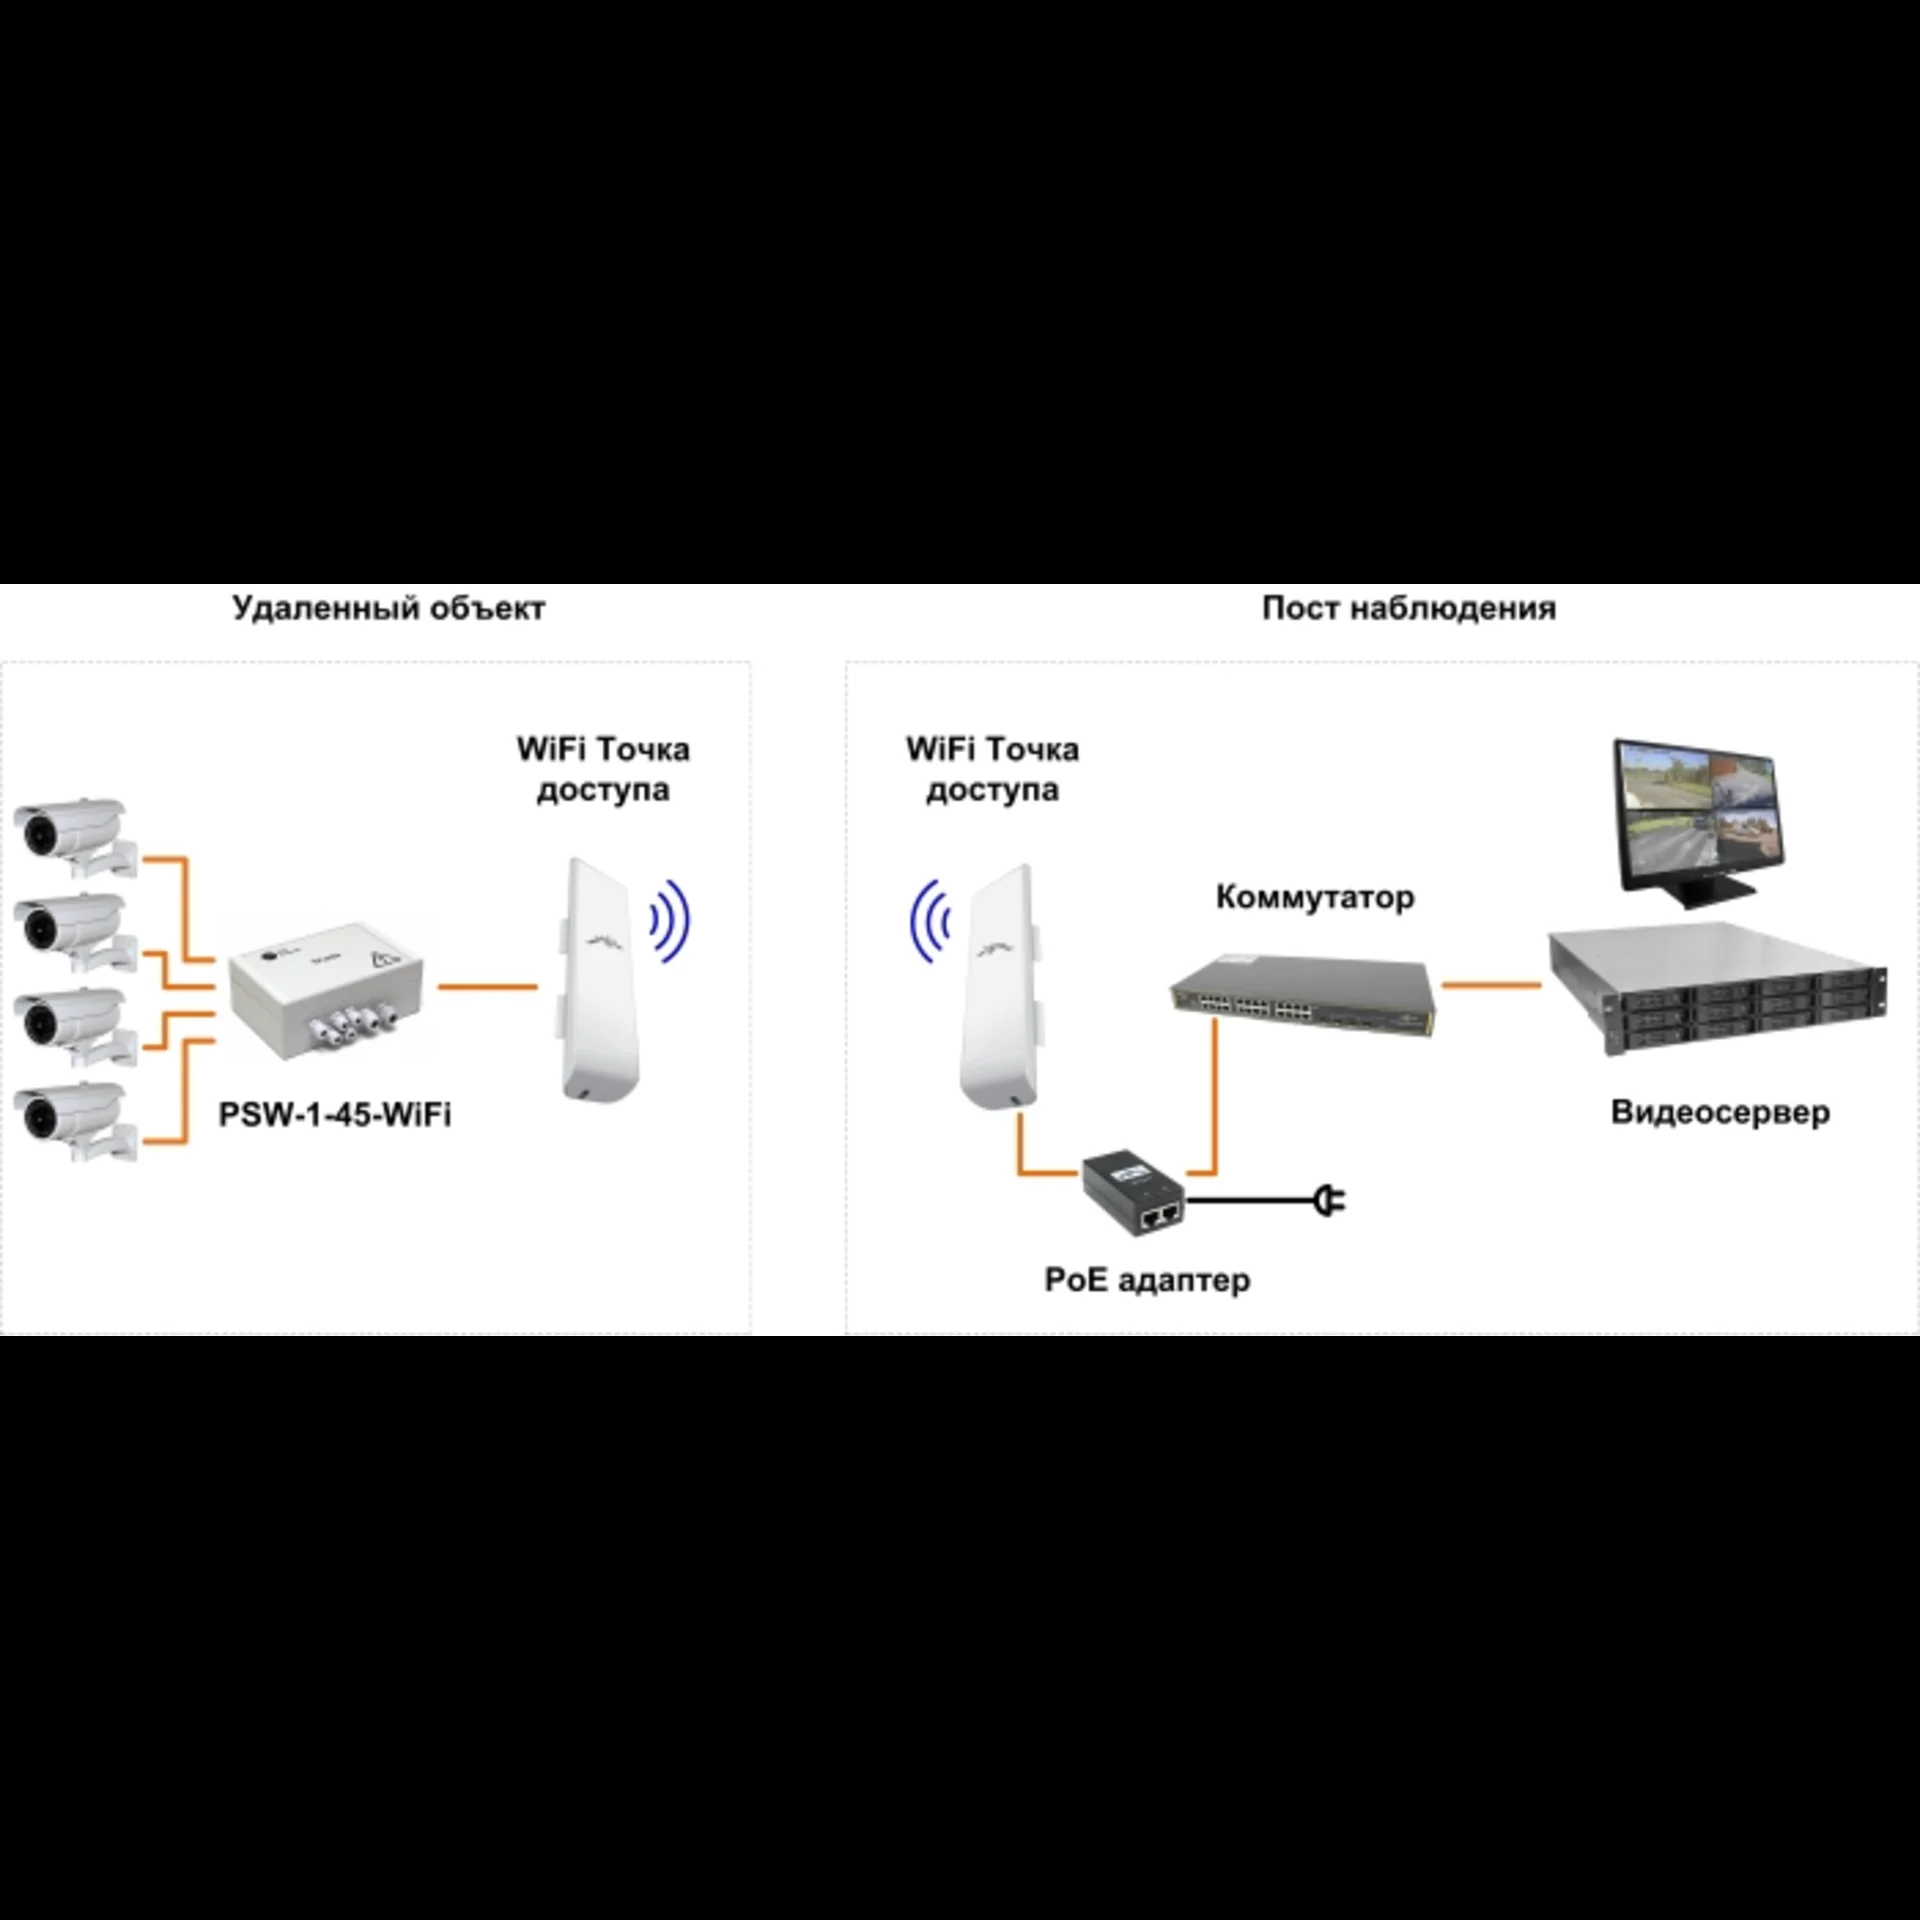 Удаленный объект
Пост наблюдения
WiFi Точка
доступа
WiFi Точка
доступа
Коммутатор
PSW-1-45-WiFi
Видеосервер
PoE адаптер